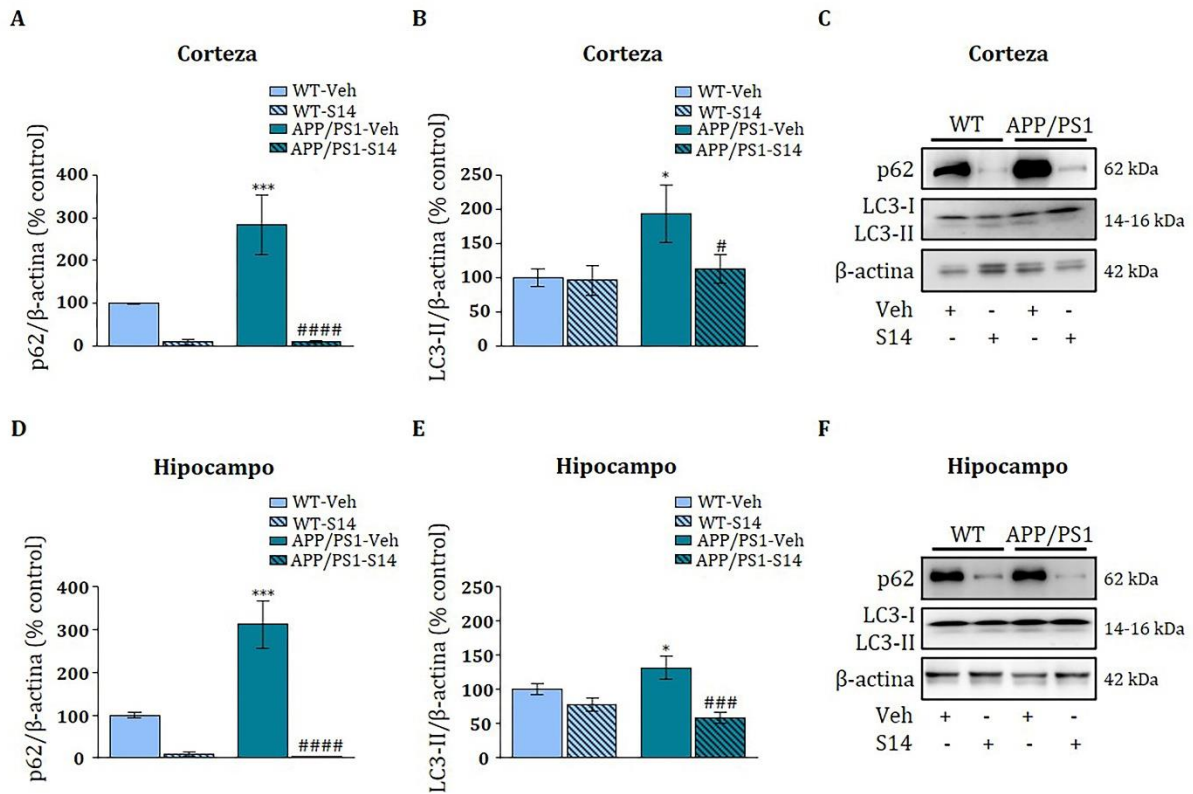 A
Corteza
WT-Veh
WT-S14
APP/PS1-Veh
APP/PS1-S14
p62/β-actina (% control)
400
300
200
100
0
***
####
B
Corteza
WT-Veh
WT-S14
APP/PS1-Veh
APP/PS1-S14
LC3-II/β-actina (% control)
250
200
150
100
50
0
*
#
C
Corteza
WT APP/PS1
p62 62 kDa
LC3-I
LC3-II 14-16 kDa
β-actina 42 kDa
Veh + - + -
S14 - + - +
D
Hipocampo
WT-Veh
WT-S14
APP/PS1-Veh
APP/PS1-S14
p62/β-actina (% control)
400
300
200
100
0
***
####
E
Hipocampo
WT-Veh
WT-S14
APP/PS1-Veh
APP/PS1-S14
LC3-II/β-actina (% control)
250
200
150
100
50
0
*
###
F
Hipocampo
WT APP/PS1
p62 62 kDa
LC3-I
LC3-II 14-16 kDa
β-actina 42 kDa
Veh + - + -
S14 - + - +